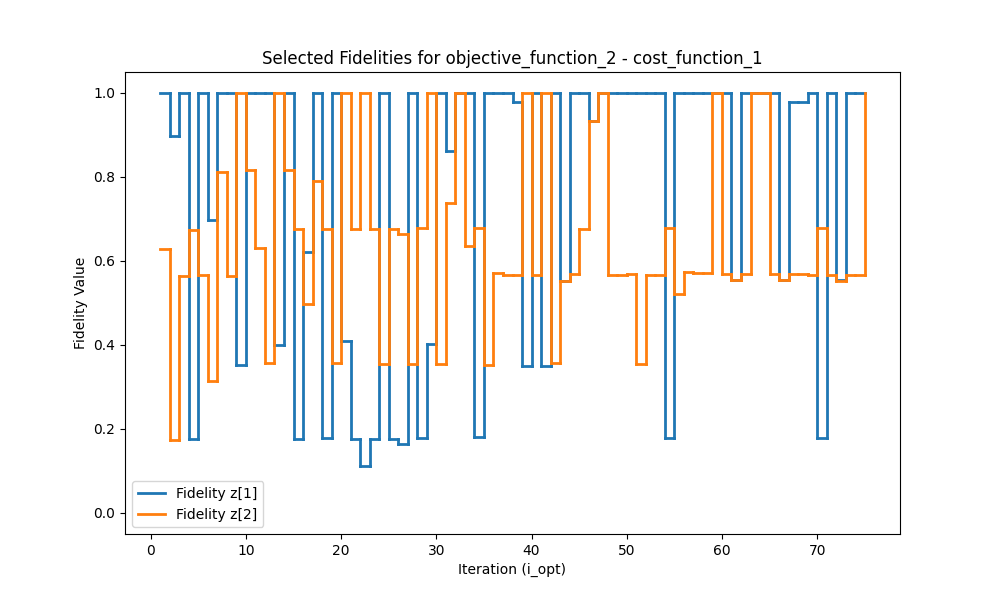 Selected Fidelities for objective_function_2 - cost_function_1
1.0
0.8
0.6
0.4
0.2
0.0
Fidelity Value
Fidelity z[1]
Fidelity z[2]
0 10 20 30 40 50 60 70
Iteration (i_opt)